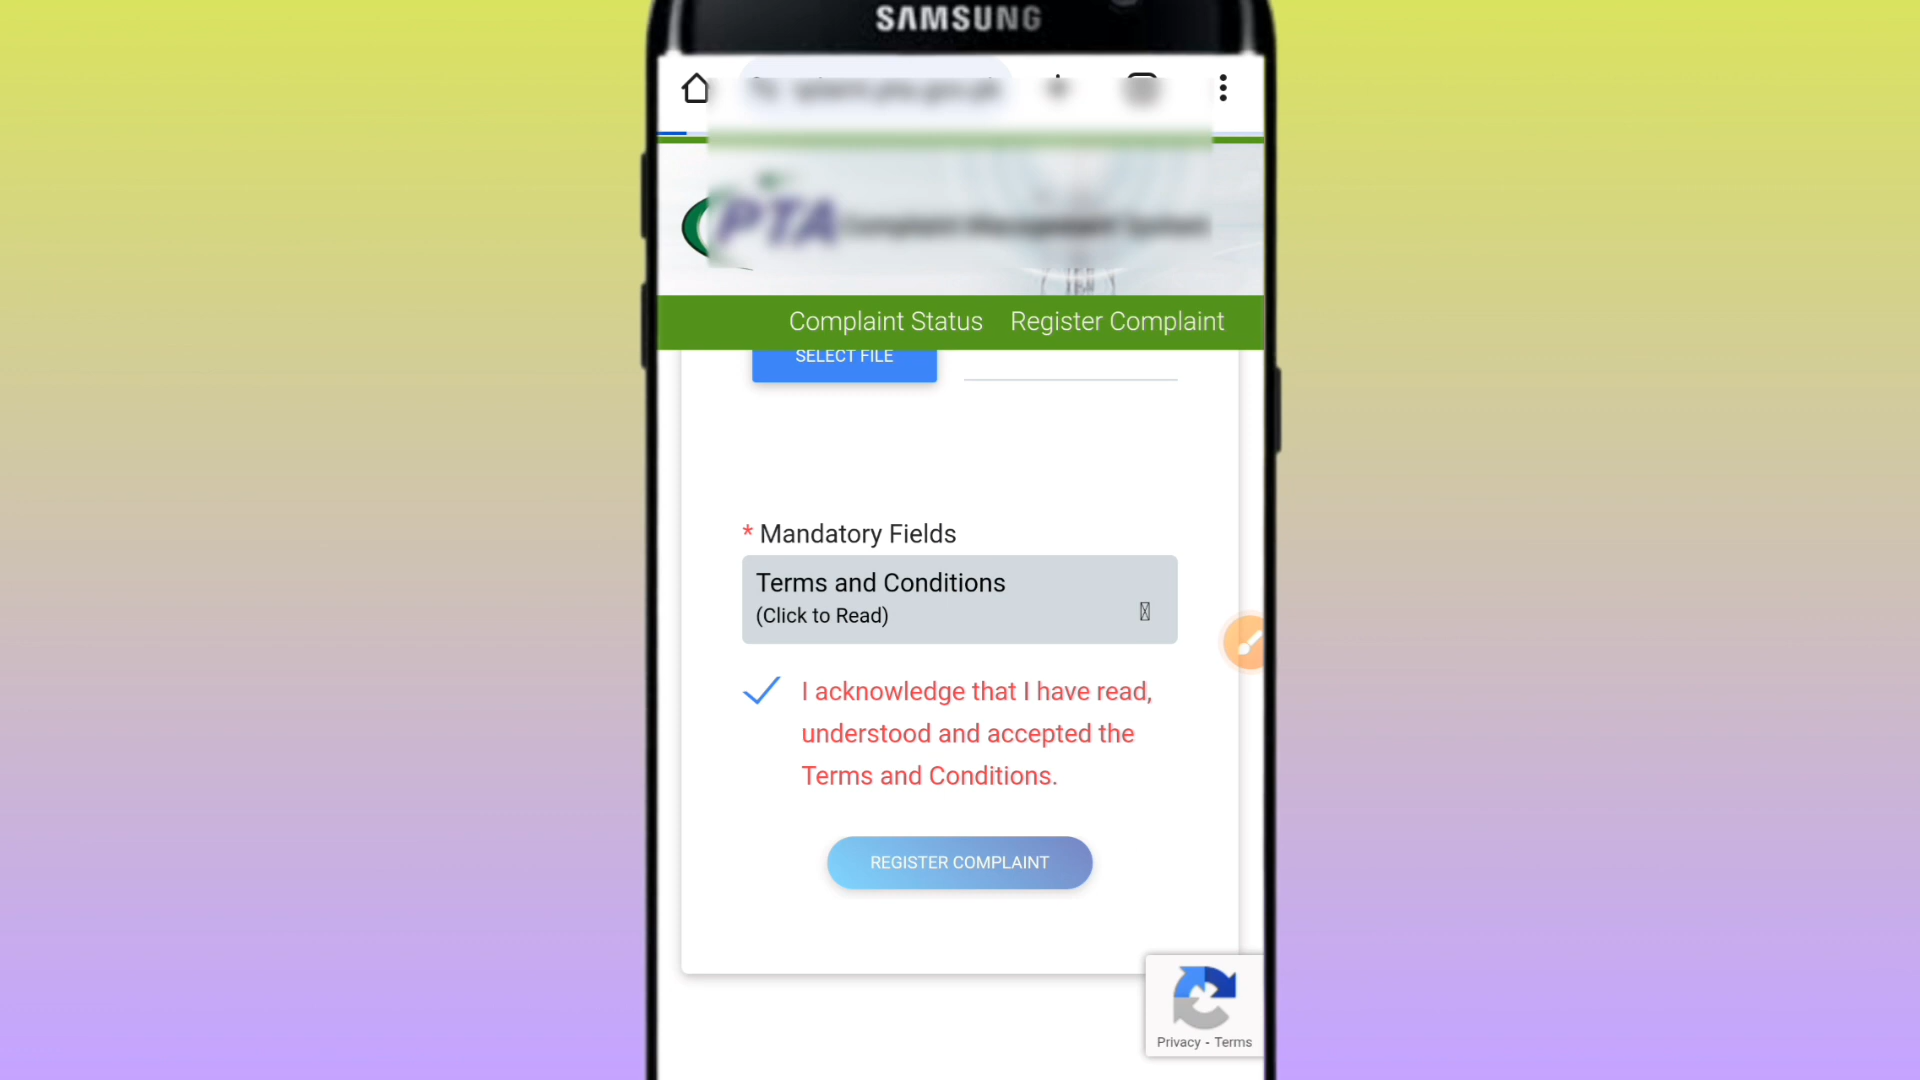 SAMSUNG
PTA
Complaint Status Register Complaint
SELECT FILE
* Mandatory Fields
Terms and Conditions
(Click to Read)
I acknowledge that I have read,
understood and accepted the
Terms and Conditions.
REGISTER COMPLAINT
Privacy - Terms